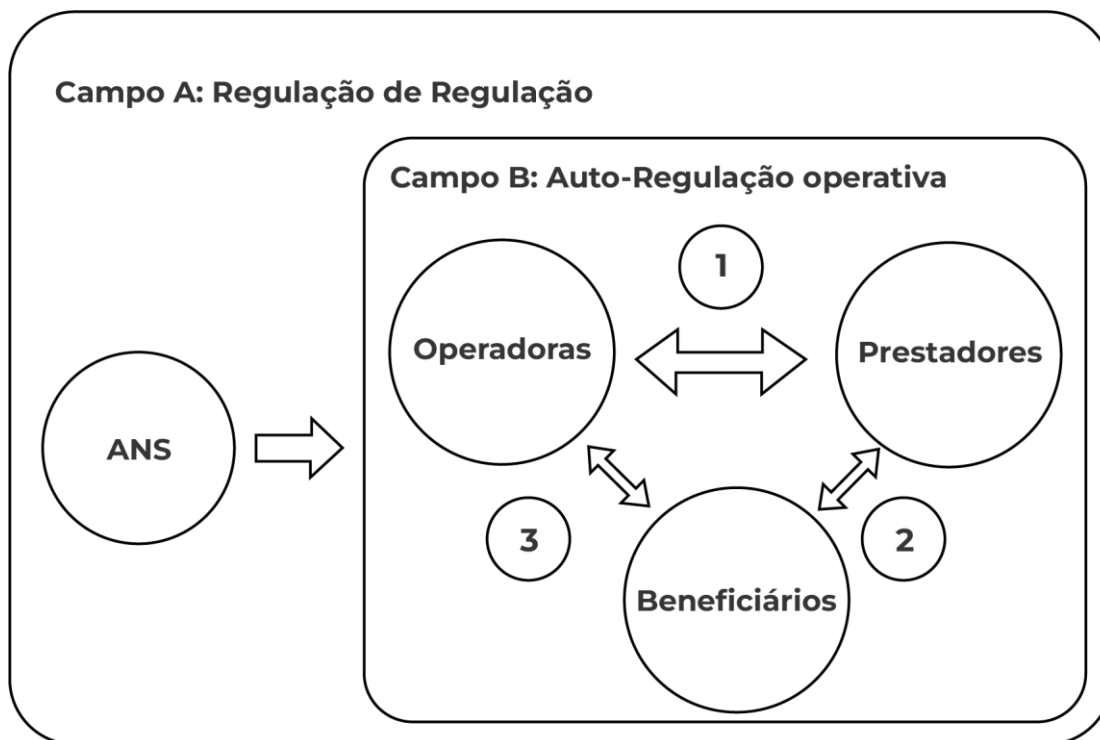 Campo A: Regulação de Regulação
Campo B: Auto-Regulação operativa
1
Operadoras
Prestadores
ANS
3
2
Beneficiários